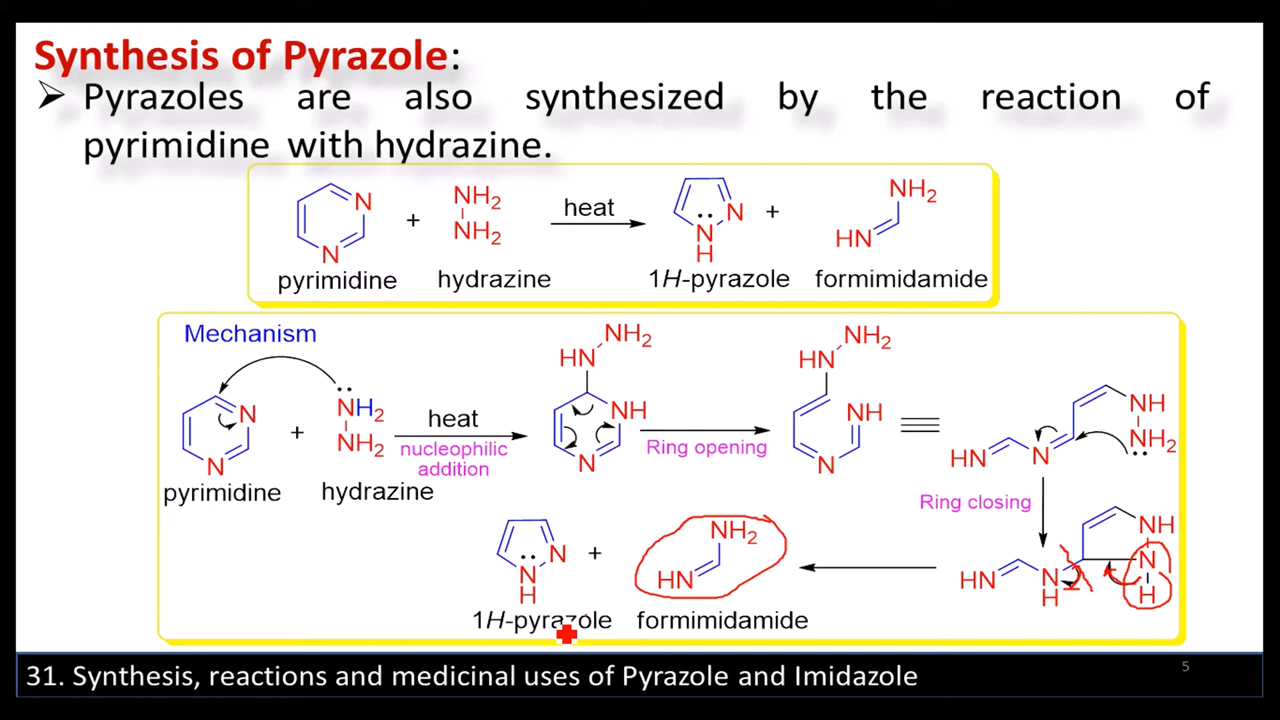 Synthesis of Pyrazole:
➢ Pyrazoles are also synthesized by the reaction of
pyrimidine with hydrazine.
N
N
pyrimidine
+
NH2
NH2
hydrazine
heat
N
N
H
1H-pyrazole
+
NH2
HN
formimidamide
Mechanism
N
N
pyrimidine
+
NH2
NH2
hydrazine
heat
nucleophilic
addition
NH2
HN
NH
N
Ring opening
NH2
HN
NH
N
NH
NH2
HN
N
Ring closing
NH
N
H
HN
N
H
N
N
H
1H-pyrazole
+
NH2
HN
formimidamide
31. Synthesis, reactions and medicinal uses of Pyrazole and Imidazole
5